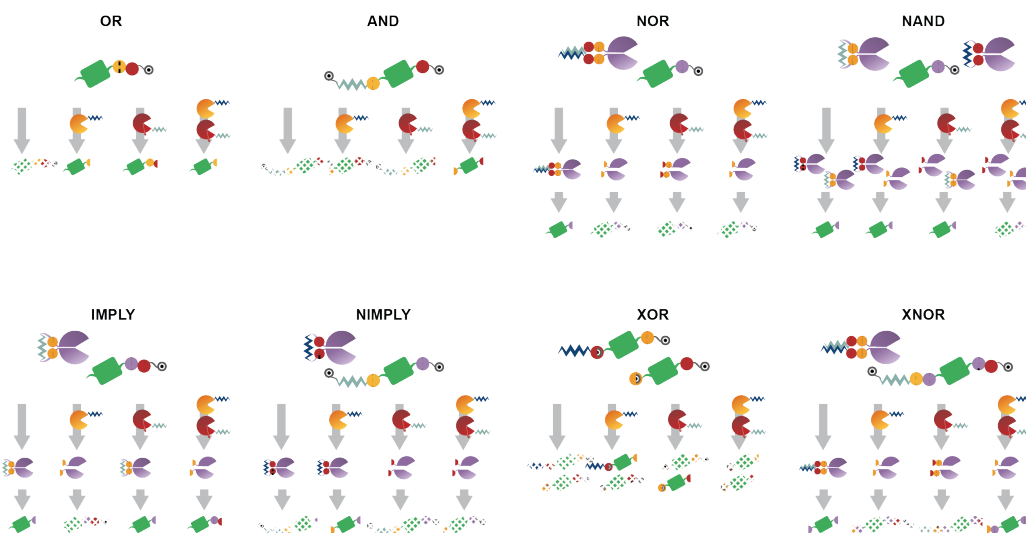 OR
AND
NOR
NAND
IMPLY
NIMPLY
XOR
XNOR